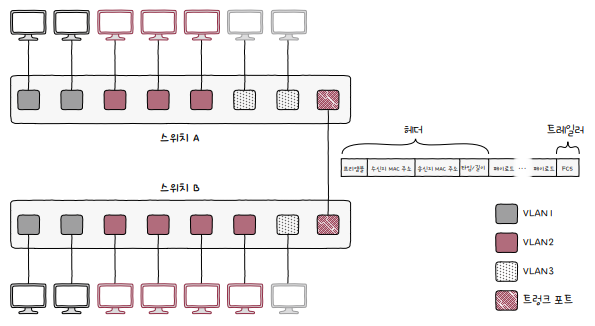 스위치 A
헤더
트레일러
프리앰블 수신지 MAC 주소 송신지 MAC 주소 타입/길이 페이로드 ... 페이로드 FCS
스위치 B
VLAN1
VLAN2
VLAN3
트렁크 포트